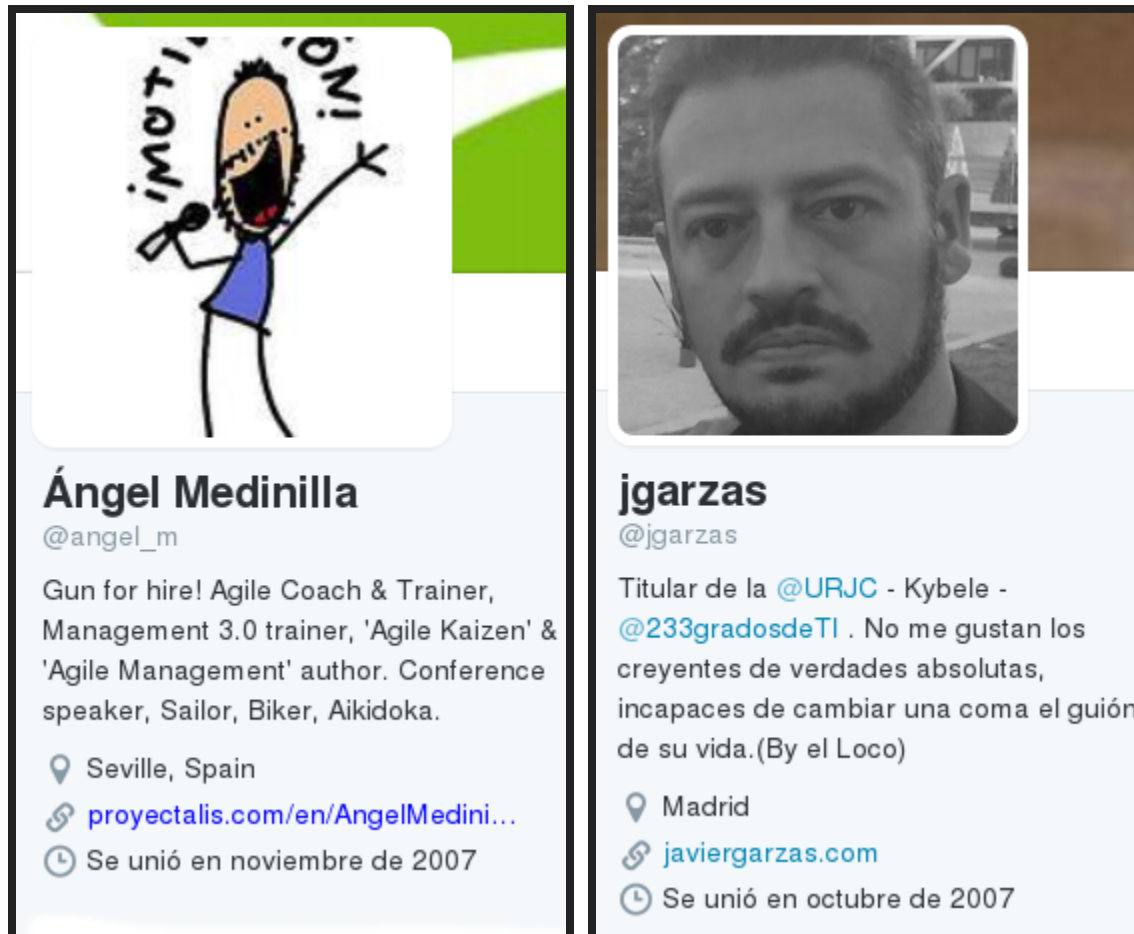 ¡MOTI
ÓN!
Ángel Medinilla
@angel_m
Gun for hire! Agile Coach & Trainer,
Management 3.0 trainer, 'Agile Kaizen' &
'Agile Management' author. Conference
speaker, Sailor, Biker, Aikidoka.
Seville, Spain
proyectalis.com/en/AngelMedini...
Se unió en noviembre de 2007
jgarzas
@jgarzas
Titular de la @URJC - Kybele -
@233gradosdeTI . No me gustan los
creyentes de verdades absolutas,
incapaces de cambiar una coma el guión
de su vida.(By el Loco)
Madrid
javiergarzas.com
Se unió en octubre de 2007